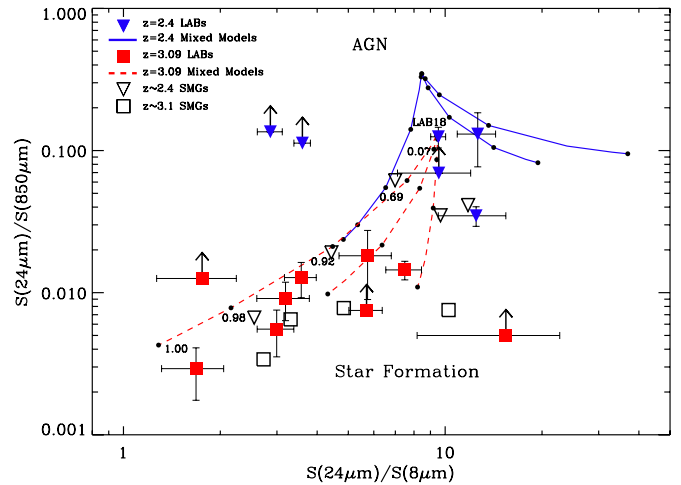 1.000
z=2.4 LABs
z=2.4 Mixed Models
z=3.09 LABs
z=3.09 Mixed Models
z~2.4 SMGs
z~3.1 SMGs
AGN
LAB18
0.100
0.07
0.69
0.92
0.010
0.98
1.00
Star Formation
0.001
1
10
S(24μm)/S(850μm)
S(24μm)/S(8μm)